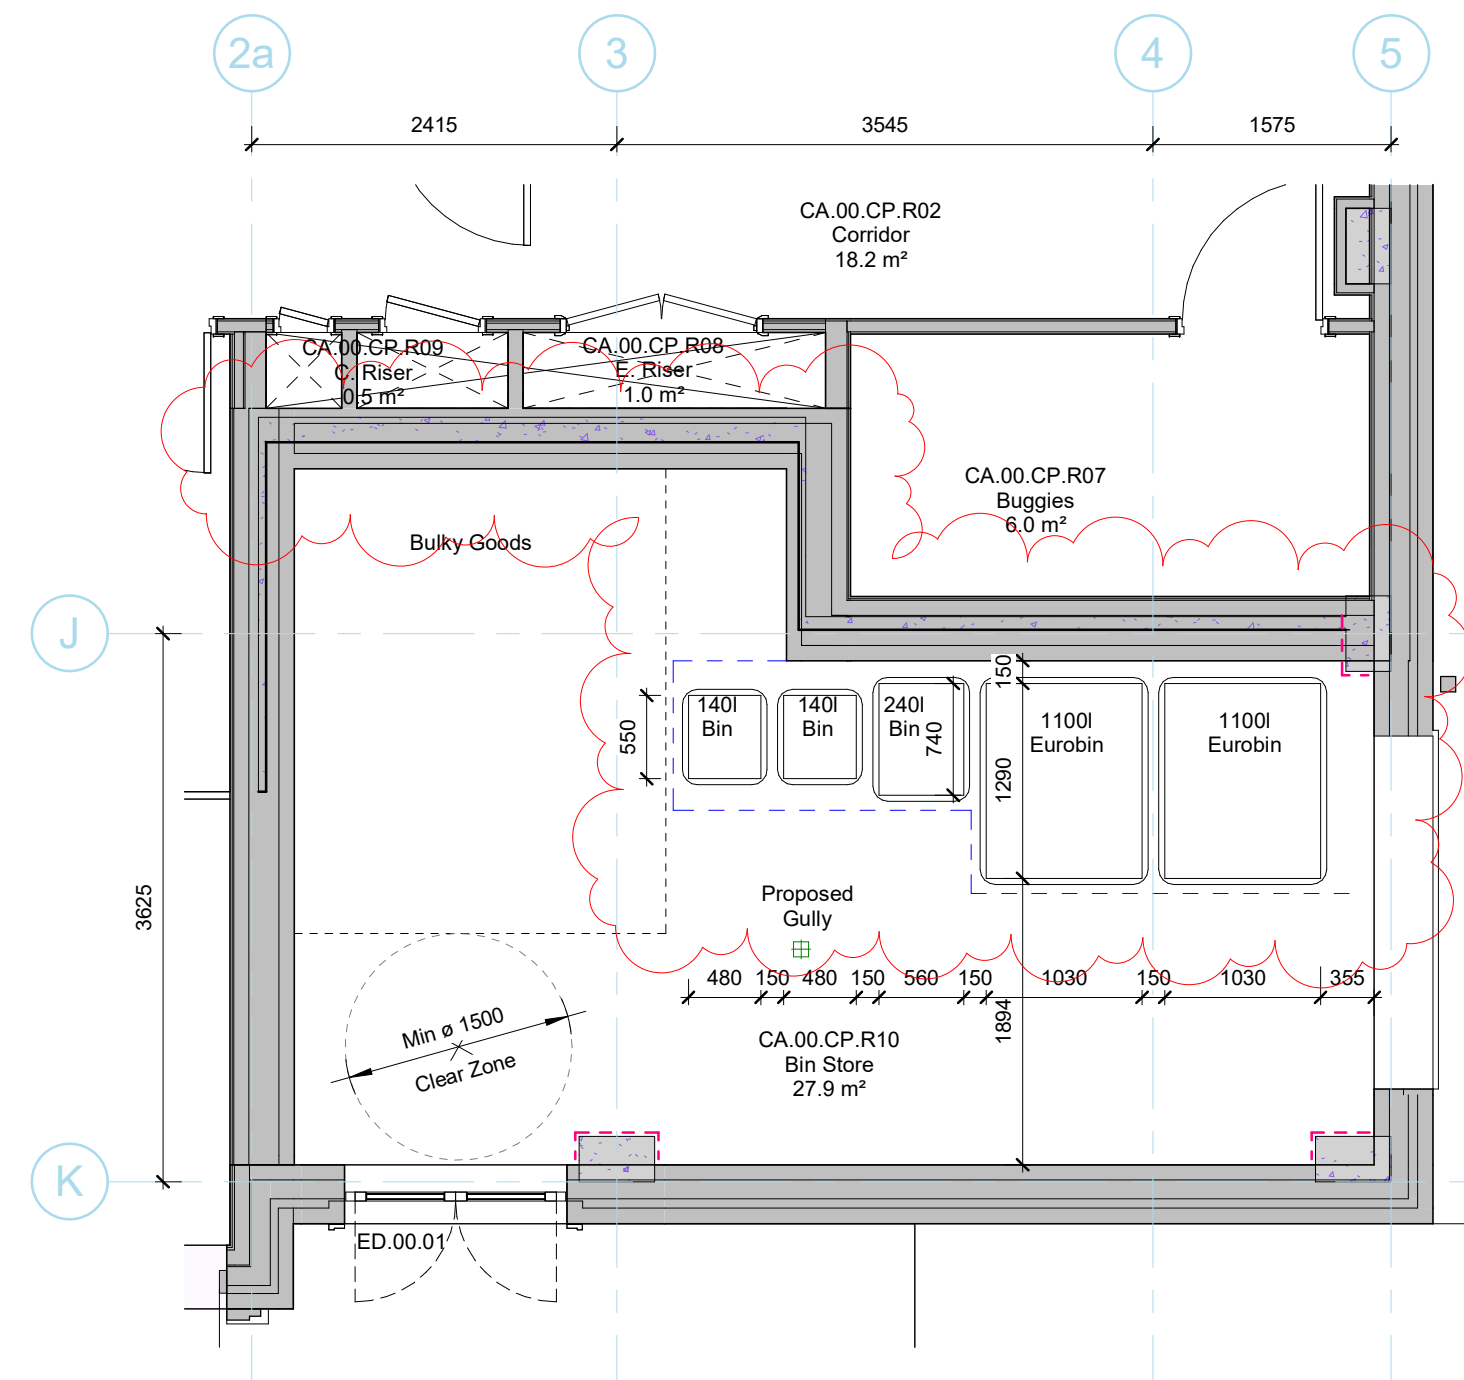 2a
3
4
5
2415
3545
1575
CA.00.CP.R02
Corridor
18.2 m²
CA.00.CP.R09
C. Riser
0.5 m²
CA.00.CP.R08
E. Riser
1.0 m²
CA.00.CP.R07
Buggies
6.0 m²
Bulky Goods
J
150
140l
Bin
140l
Bin
240l
Bin
1100l
Eurobin
1100l
Eurobin
550
740
1290
3625
Proposed
Gully
480
150
480
150
560
150
1030
150
1030
355
1894
Min ø 1500
Clear Zone
CA.00.CP.R10
Bin Store
27.9 m²
K
ED.00.01